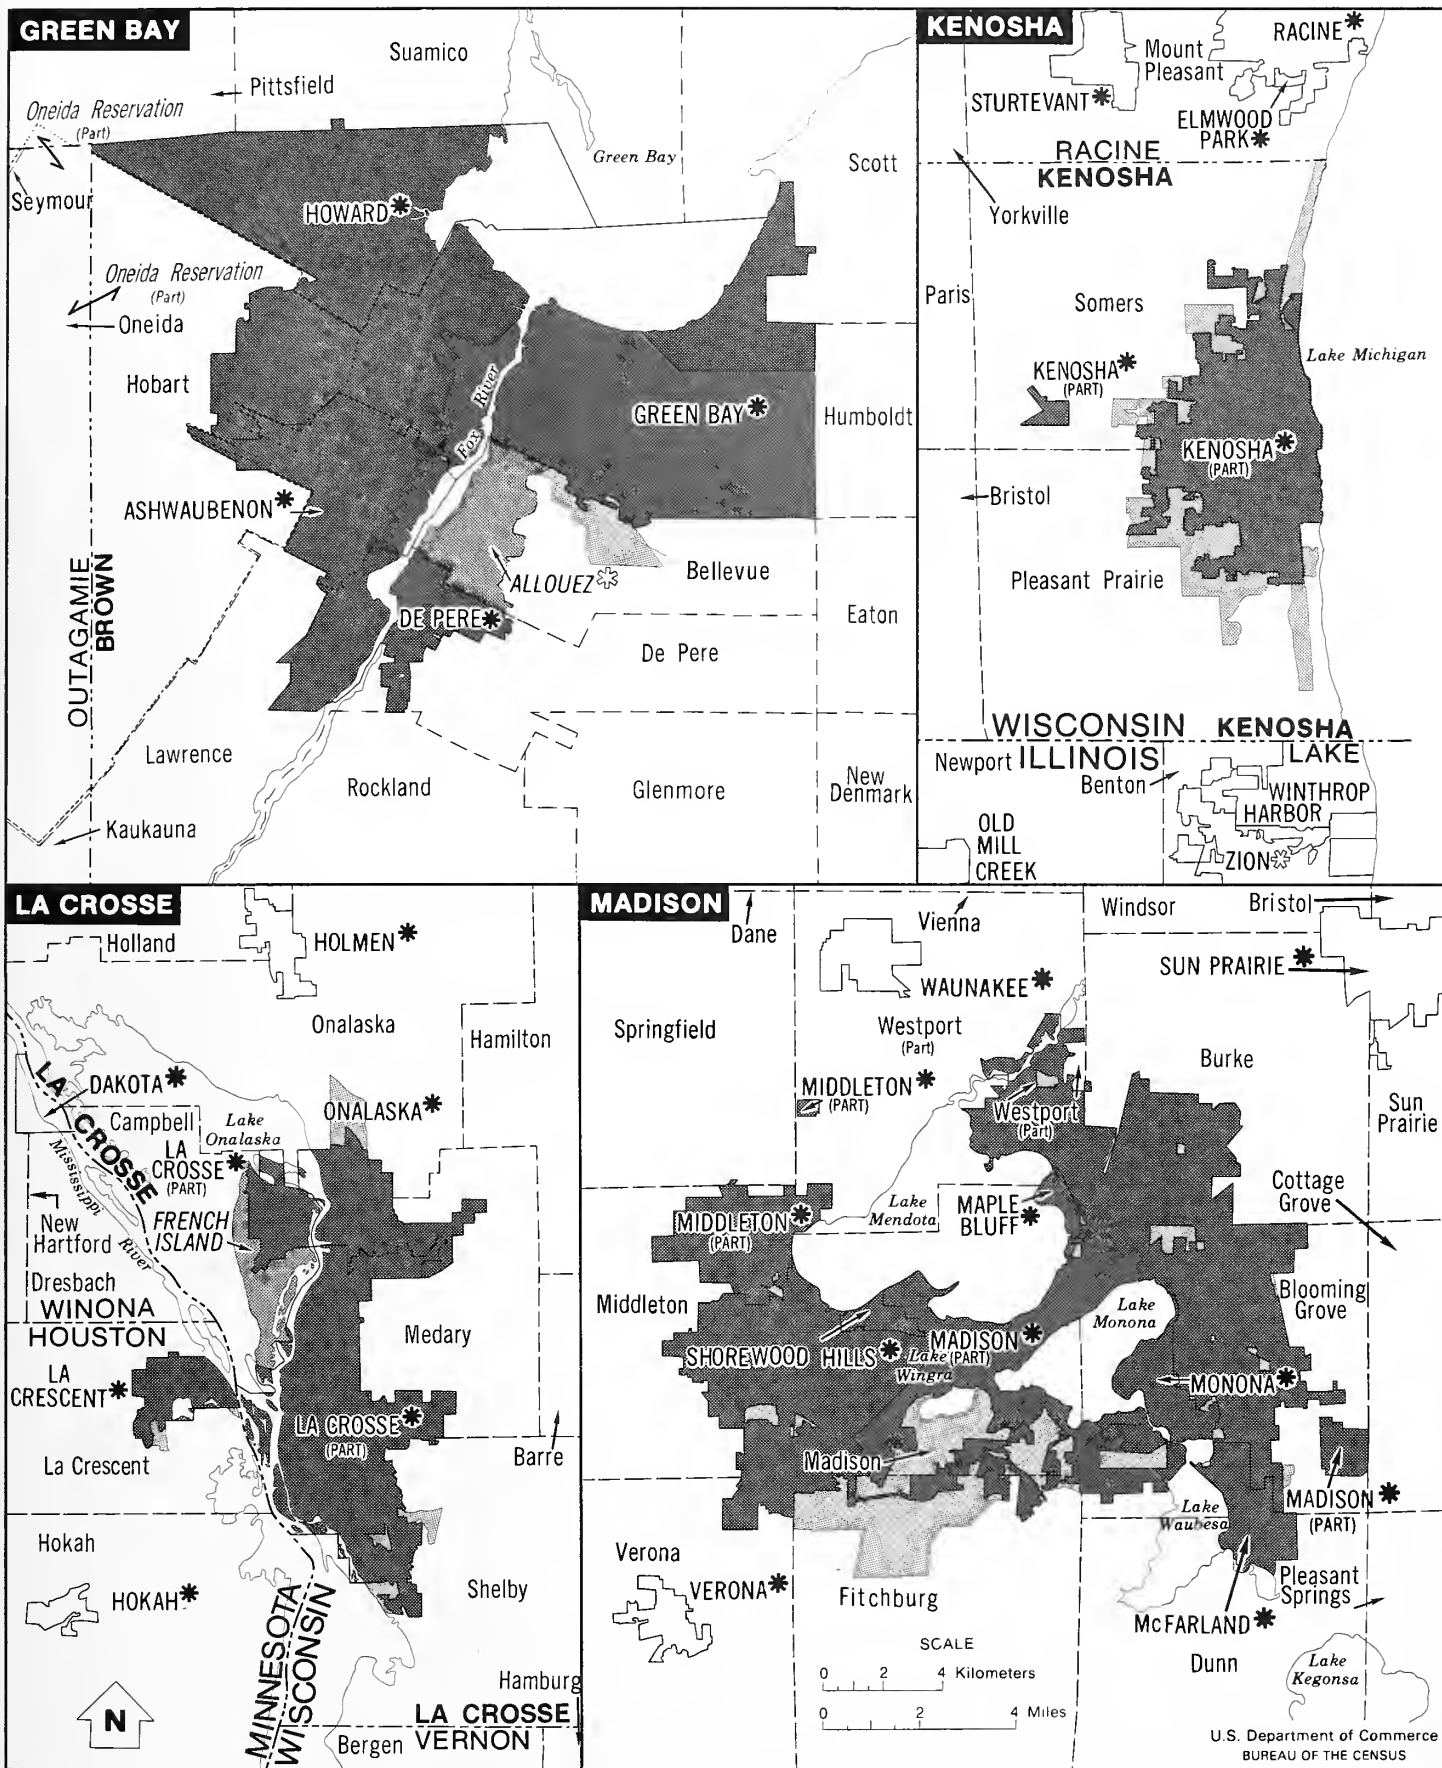 GREEN BAY
Suamico
Pittsfield
Oneida Reservation
(Part)
Green Bay
Scott
Seymour
HOWARD
Oneida Reservation
(Part)
Oneida
Hobart
River
Fox
GREEN BAY
Humboldt
ASHWAUBENON
OUTAGAMIE
BROWN
ALLOUEZ
Bellevue
DE PERE
Eaton
De Pere
Lawrence
Rockland
Glenmore
New
Denmark
Kaukauna
KENOSHA
RACINE
Mount
Pleasant
STURTEVANT
ELMWOOD
PARK
RACINE
KENOSHA
Yorkville
Paris
Somers
Lake Michigan
KENOSHA
(PART)
KENOSHA
(PART)
Bristol
Pleasant Prairie
WISCONSIN
KENOSHA
ILLINOIS
LAKE
Newport
Benton
WINTHROP
HARBOR
OLD
MILL
CREEK
ZION
LA CROSSE
Holland
HOLMEN
Onalaska
Hamilton
LA CROSSE
DAKOTA
Campbell
Lake
Onalaska
ONALASKA
Mississippi
River
LA
CROSSE
(PART)
New
Hartford
FRENCH
ISLAND
Dresbach
WINONA
HOUSTON
Medary
LA
CRESCENT
LA CROSSE
(PART)
La Crescent
Barre
Hokah
HOKAH
Shelby
MINNESOTA
WISCONSIN
Hamburg
LA CROSSE
VERNON
Bergen
N
MADISON
Dane
Vienna
Windsor
Bristol
SUN PRAIRIE
WAUNAKEE
Springfield
Westport
(Part)
Burke
MIDDLETON
(PART)
Westport
(Part)
Sun
Prairie
Lake
Mendota
MAPLE
BLUFF
Cottage
Grove
MIDDLETON
(PART)
Middleton
Blooming
Grove
Lake
Monona
SHOREWOOD HILLS
MADISON
(PART)
Lake
Wingra
MONONA
Madison
MADISON
(PART)
Lake
Waubesa
Verona
VERONA
Fitchburg
Pleasant
Springs
McFARLAND
Dunn
Lake
Kegonsa
SCALE
0 2 4 Kilometers
0 2 4 Miles
U.S. Department of Commerce
BUREAU OF THE CENSUS